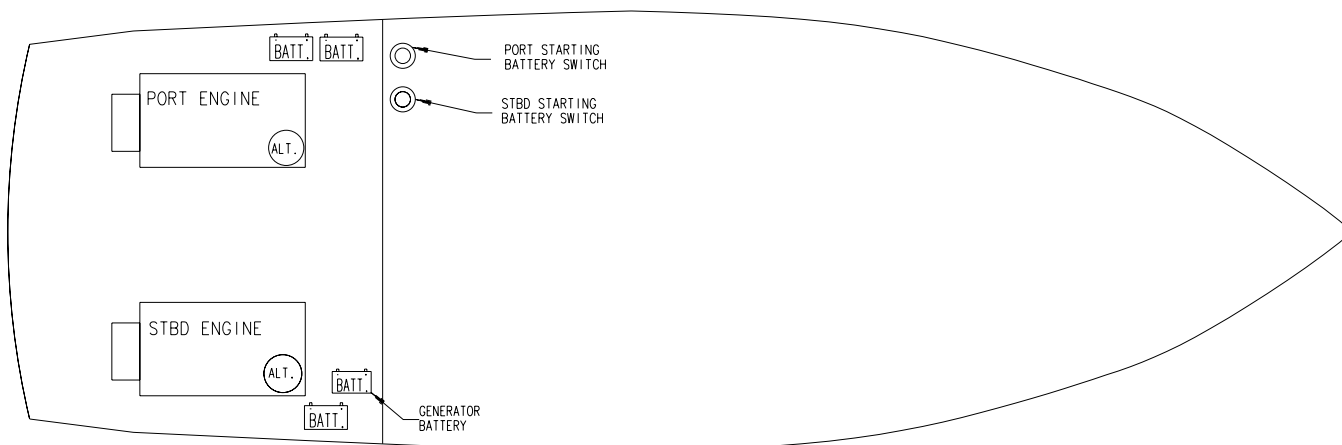 BATT.
BATT.
PORT STARTING
BATTERY SWITCH
PORT ENGINE
STBD STARTING
BATTERY SWITCH
ALT.
STBD ENGINE
ALT.
BATT.
BATT.
GENERATOR
BATTERY